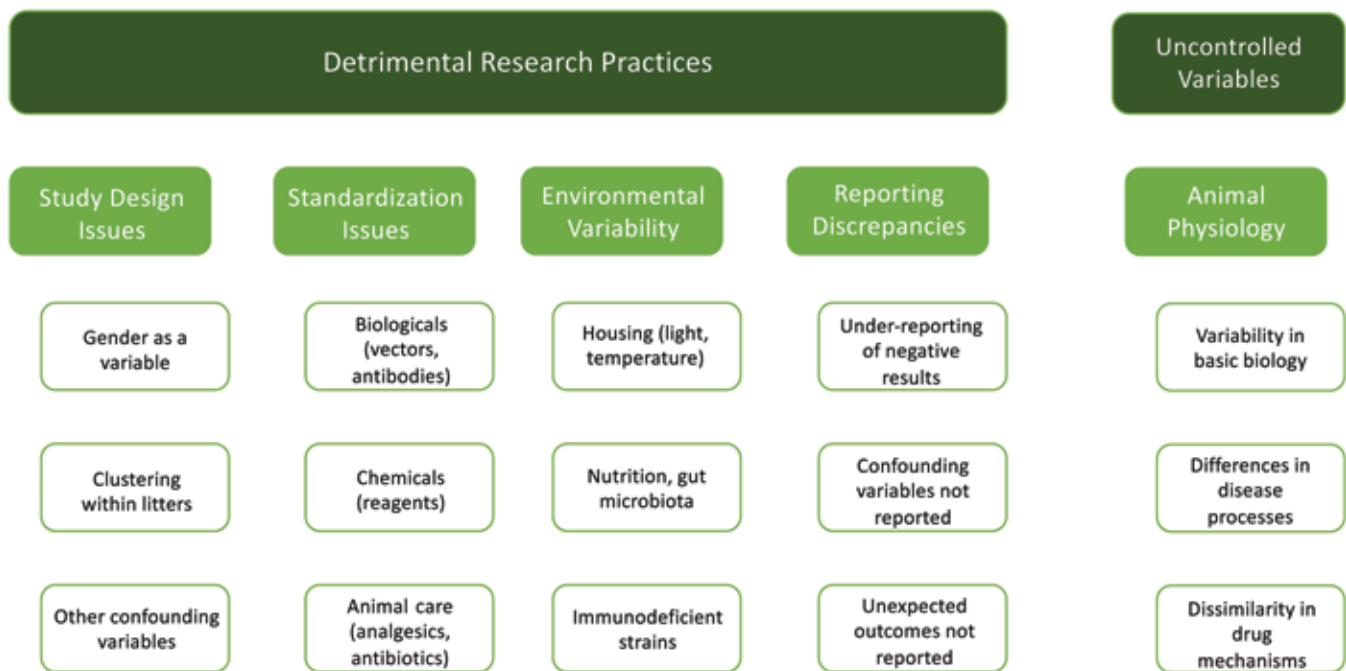 Detrimental Research Practices
Uncontrolled
Variables
Study Design
Issues
Standardization
Issues
Environmental
Variability
Reporting
Discrepancies
Animal
Physiology
Gender as a
variable
Biologicals
(vectors,
antibodies)
Housing (light,
temperature)
Under-reporting
of negative
results
Variability in
basic biology
Clustering
within litters
Chemicals
(reagents)
Nutrition, gut
microbiota
Confounding
variables not
reported
Differences in
disease
processes
Other confounding
variables
Animal care
(analgesics,
antibiotics)
Immunodeficient
strains
Unexpected
outcomes not
reported
Dissimilarity in
drug
mechanisms